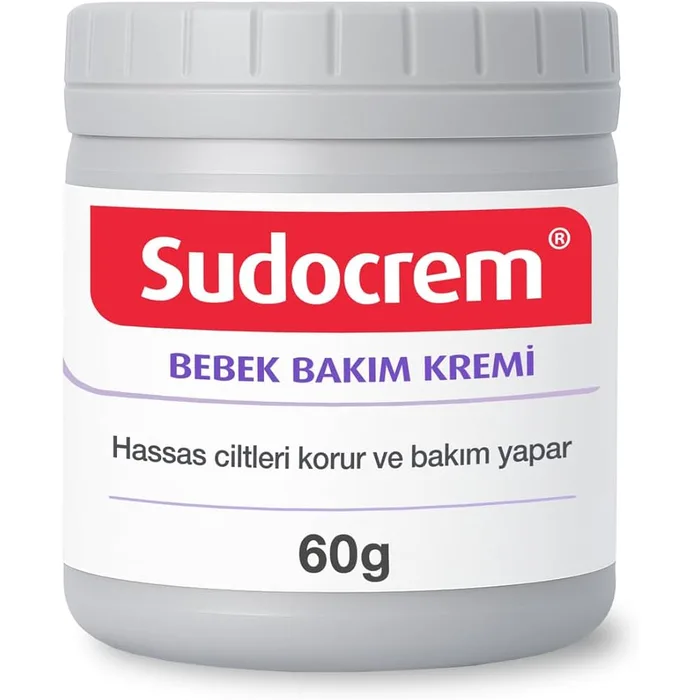 Sudocrem®
BEBEK BAKIM KREMİ
Hassas ciltleri korur ve bakım yapar
60g